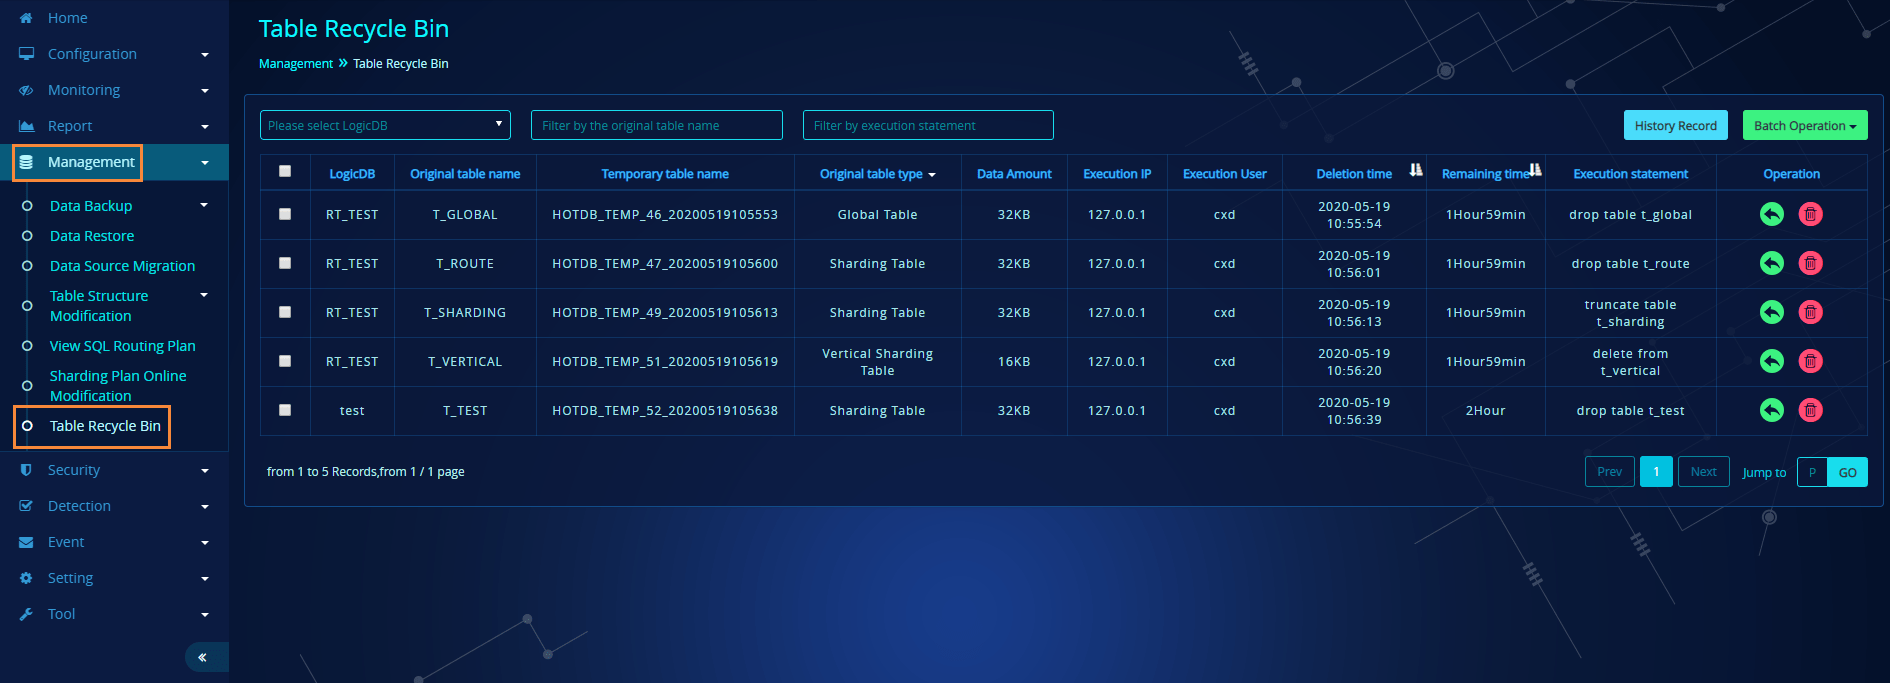 Home
Configuration
Monitoring
Report
Management
Data Backup
Data Restore
Data Source Migration
Table Structure
Modification
View SQL Routing Plan
Sharding Plan Online
Modification
Table Recycle Bin
Security
Detection
Event
Setting
Tool
Table Recycle Bin
Management » Table Recycle Bin
Please select LogicDB Filter by the original table name Filter by execution statement History Record Batch Operation
LogicDB Original table name Temporary table name Original table type Data Amount Execution IP Execution User Deletion time Remaining time Execution statement Operation
RT_TEST T_GLOBAL HOTDB_TEMP_46_20200519105553 Global Table 32KB 127.0.0.1 cxd 2020-05-19 10:55:54 1Hour59min drop table t_global
RT_TEST T_ROUTE HOTDB_TEMP_47_20200519105600 Sharding Table 32KB 127.0.0.1 cxd 2020-05-19 10:56:01 1Hour59min drop table t_route
RT_TEST T_SHARDING HOTDB_TEMP_49_20200519105613 Sharding Table 32KB 127.0.0.1 cxd 2020-05-19 10:56:13 1Hour59min truncate table t_sharding
RT_TEST T_VERTICAL HOTDB_TEMP_51_20200519105619 Vertical Sharding Table 16KB 127.0.0.1 cxd 2020-05-19 10:56:20 1Hour59min delete from t_vertical
test T_TEST HOTDB_TEMP_52_20200519105638 Sharding Table 32KB 127.0.0.1 cxd 2020-05-19 10:56:39 2Hour drop table t_test
from 1 to 5 Records,from 1 / 1 page Prev 1 Next Jump to P GO